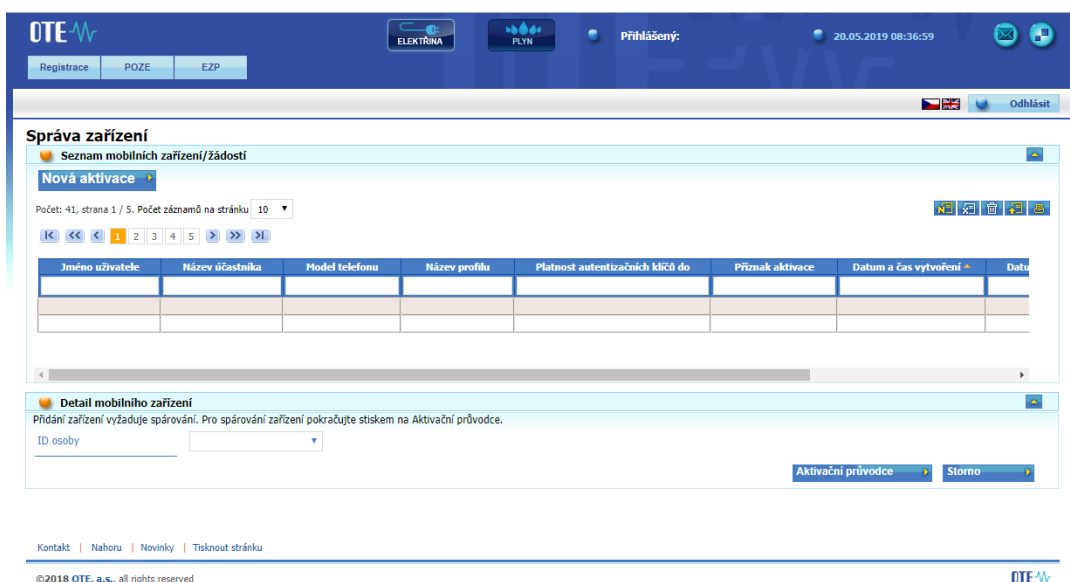 OTE
ELEKTŘINA
PLYN
Přihlášený:
20.05.2019 08:36:59
Registrace POZE EZP
Odhlásit
Správa zařízení
Seznam mobilních zařízení/žádostí
Nová aktivace
Počet: 41, strana 1 / 5. Počet záznamů na stránku 10
1 2 3 4 5
Jméno uživatele Název účastníka Model telefonu Název profilu Platnost autentizačních klíčů do Příznak aktivace Datum a čas vytvoření Datu
Detail mobilního zařízení
Přidání zařízení vyžaduje spárování. Pro spárování zařízení pokračujte stiskem na Aktivační průvodce.
ID osoby
Aktivační průvodce Storno
Kontakt | Nahoru | Novinky | Tisknout stránku
©2018 OTE, a.s., all rights reserved
OTE